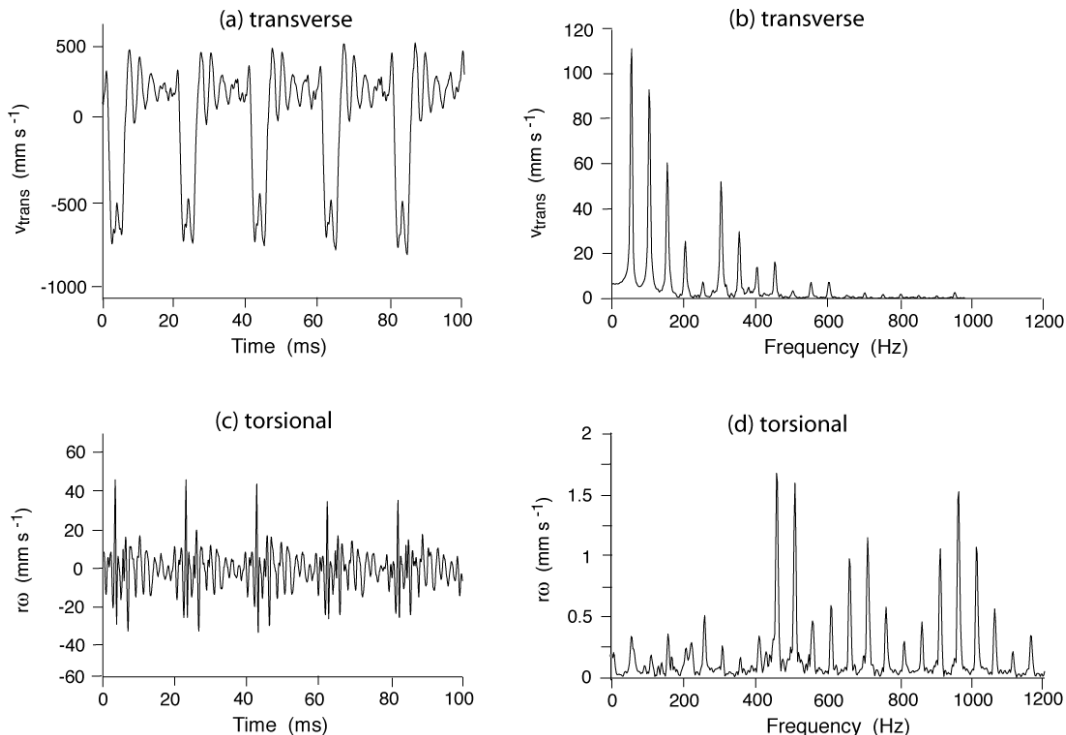 (a) transverse
500
0
-500
-1000
v_trans (mm s⁻¹)
0 20 40 60 80 100
Time (ms)
(b) transverse
120
100
80
60
40
20
0
v_trans (mm s⁻¹)
0 200 400 600 800 1000 1200
Frequency (Hz)
(c) torsional
60
40
20
0
-20
-40
-60
rω (mm s⁻¹)
0 20 40 60 80 100
Time (ms)
(d) torsional
2
1.5
1
0.5
0
rω (mm s⁻¹)
0 200 400 600 800 1000 1200
Frequency (Hz)